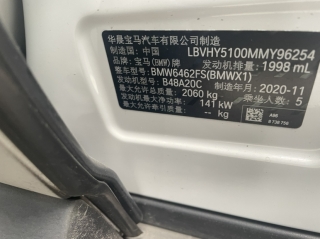 华晨宝马汽车有限公司制造
制造国：中国 LBVHY5100MMY96254
品牌：宝马(BMW)牌 发动机排量：1998 mL
整车型号：BMW6462FS(BMWX1)
发动机型号：B48A20C 制造年月：2020-11
最大允许总质量：2060 kg 乘坐人数：5
发动机最大净功率：141 kW
最大允许牵引质量：-- kg